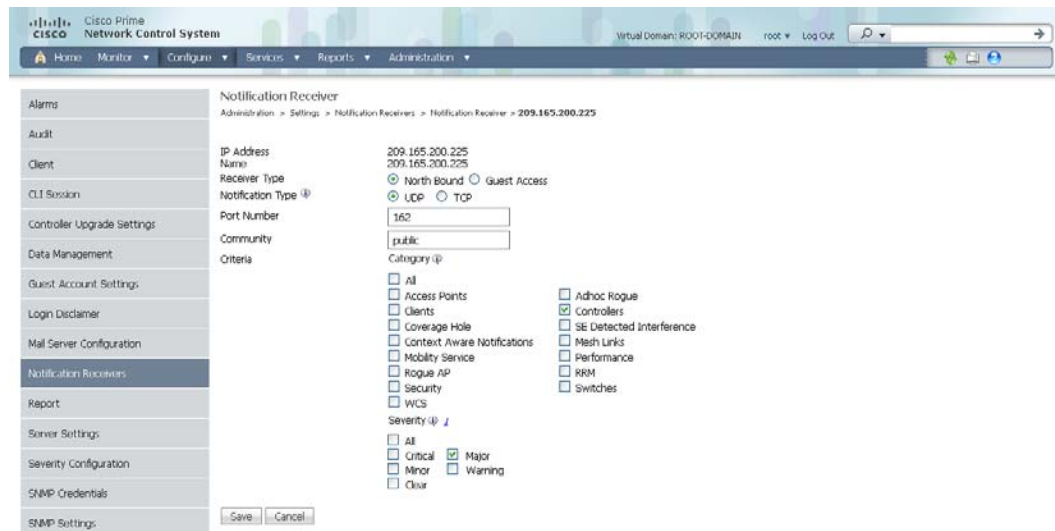 Cisco Prime
CISCO Network Control System
Virtual Domain: ROOT-DOMAIN root Log Out
Home Monitor Configure Services Reports Administration
Alarms
Audit
Client
CLI Session
Controller Upgrade Settings
Data Management
Guest Account Settings
Login Disclaimer
Mail Server Configuration
Notification Receivers
Report
Server Settings
Severity Configuration
SNMP Credentials
SNMP Settings
Notification Receiver
Administration > Settings > Notification Receivers > Notification Receiver > 209.165.200.225
IP Address 209.165.200.225
Name 209.165.200.225
Receiver Type North Bound Guest Access
Notification Type UDP TCP
Port Number 162
Community public
Criteria Category
All
Access Points Adhoc Rogue
Clients Controllers
Coverage Hole SE Detected Interference
Context Aware Notifications Mesh Links
Mobility Service Performance
Rogue AP RRM
Security Switches
WCS
Severity
All
Critical Major
Minor Warning
Clear
Save Cancel